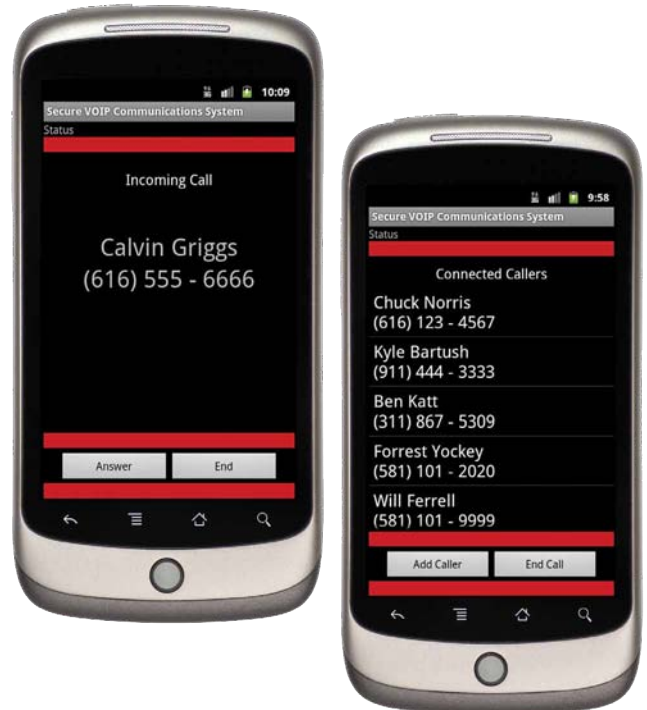 10:09
Secure VOIP Communications System
Status
Incoming Call
Calvin Griggs
(616) 555 - 6666
Answer End
9:58
Secure VOIP Communications System
Status
Connected Callers
Chuck Norris
(616) 123 - 4567
Kyle Bartush
(911) 444 - 3333
Ben Katt
(311) 867 - 5309
Forrest Yockey
(581) 101 - 2020
Will Ferrell
(581) 101 - 9999
Add Caller End Call